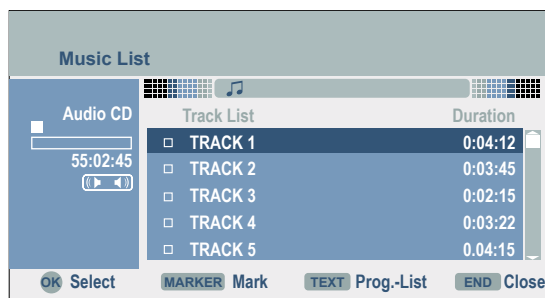 Music List
Audio CD
55:02:45
Track List Duration
TRACK 1 0:04:12
TRACK 2 0:03:45
TRACK 3 0:02:15
TRACK 4 0:03:22
TRACK 5 0.04:15
OK Select MARKER Mark TEXT Prog.-List END Close